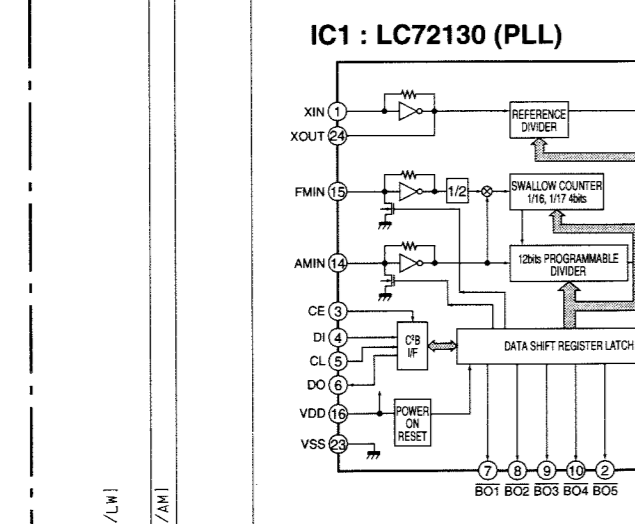 IC1 : LC72130 (PLL)
XIN 1
XOUT 24
REFERENCE
DIVIDER
FMIN 15
1/2
SWALLOW COUNTER
1/16, 1/17 4bits
AMIN 14
12bits PROGRAMMABLE
DIVIDER
CE 3
DI 4
CL 5
DO 6
C²B
I/F
DATA SHIFT REGISTER LATCH
VDD 16
POWER
ON
RESET
VSS 23
7 8 9 10 2
BO1 BO2 BO3 BO4 BO5
/LW]
/AM]